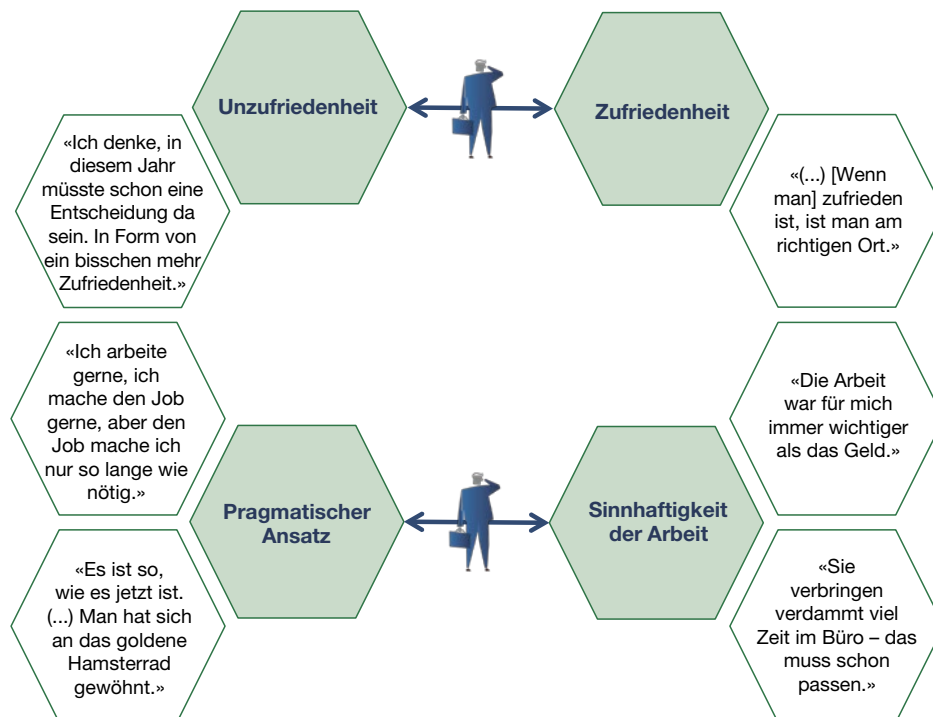 Unzufriedenheit
Zufriedenheit
«Ich denke, in
diesem Jahr
müsste schon eine
Entscheidung da
sein. In Form von
ein bisschen mehr
Zufriedenheit.»
«(...) [Wenn
man] zufrieden
ist, ist man am
richtigen Ort.»
«Ich arbeite
gerne, ich
mache den Job
gerne, aber den
Job mache ich
nur so lange wie
nötig.»
«Die Arbeit
war für mich
immer wichtiger
als das Geld.»
Pragmatischer
Ansatz
Sinnhaftigkeit
der Arbeit
«Es ist so,
wie es jetzt ist.
(...) Man hat sich
an das goldene
Hamsterrad
gewöhnt.»
«Sie
verbringen
verdammt viel
Zeit im Büro – das
muss schon
passen.»